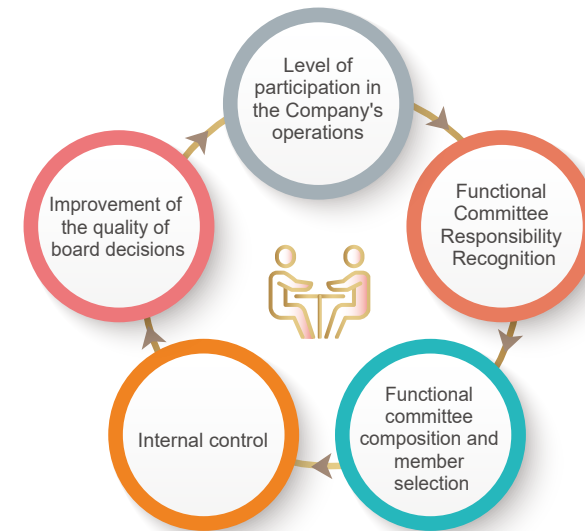 Level of
participation in
the Company's
operations
Functional
Committee
Responsibility
Recognition
Functional
committee
composition and
member
selection
Internal control
Improvement of
the quality of
board decisions